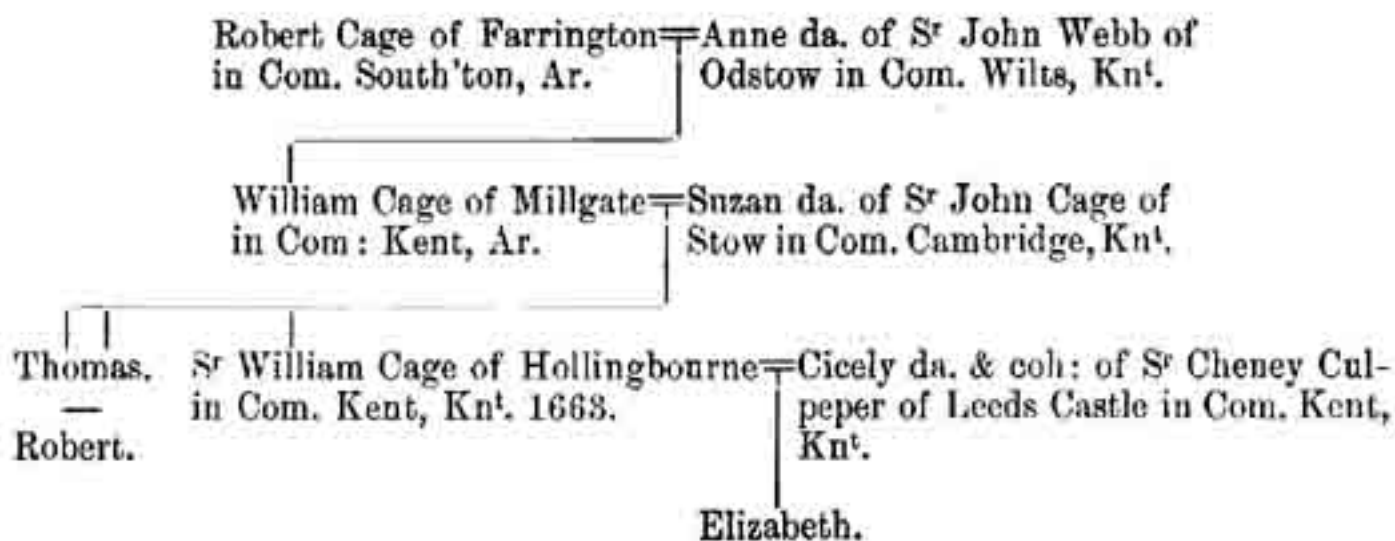 Robert Cage of Farrington=Anne da. of Sʳ John Webb of
in Com. South'ton, Ar. Odstow in Com. Wilts, Knᵗ.
William Cage of Millgate=Suzan da. of Sʳ John Cage of
in Com : Kent, Ar. Stow in Com. Cambridge, Knᵗ.
Thomas. Sʳ William Cage of Hollingbourne=Cicely da. & coh: of Sʳ Cheney Cul-
— in Com. Kent, Knᵗ. 1663. peper of Leeds Castle in Com. Kent,
Robert. Knᵗ.
Elizabeth.